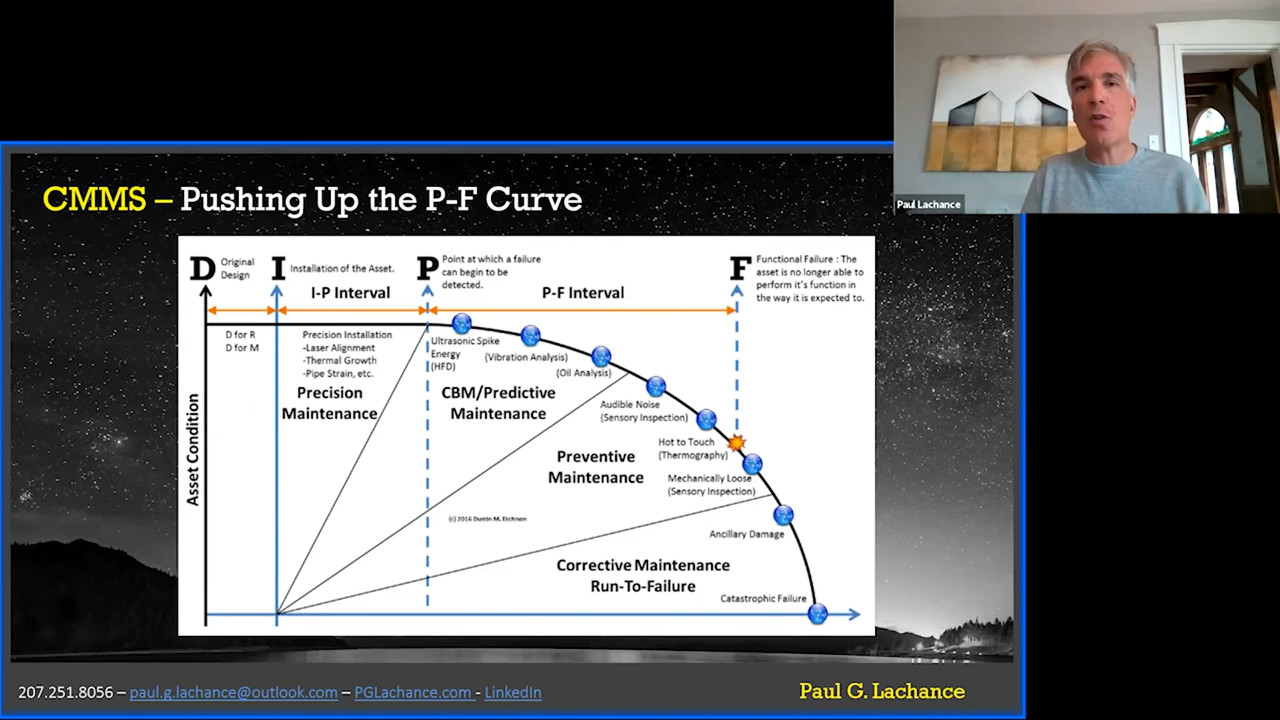 Paul Lachance
CMMS – Pushing Up the P-F Curve
D
Original
Design
I
Installation of the Asset.
P
Point at which a failure
can begin to be
detected.
F
Functional Failure : The
asset is no longer able to
perform it's function in
the way it is expected to.
I-P Interval
P-F Interval
D for R
D for M
Precision Installation
-Laser Alignment
-Thermal Growth
-Pipe Strain, etc.
Precision
Maintenance
Ultrasonic Spike
Energy
(HFD)
(Vibration Analysis)
(Oil Analysis)
CBM/Predictive
Maintenance
Audible Noise
(Sensory Inspection)
Hot to Touch
(Thermography)
Preventive
Maintenance
Mechanically Loose
(Sensory Inspection)
Asset Condition
(c) 2016 Dustin M. Etchison
Ancillary Damage
Corrective Maintenance
Run-To-Failure
Catastrophic Failure
207.251.8056 – paul.g.lachance@outlook.com – PGLachance.com - LinkedIn
Paul G. Lachance